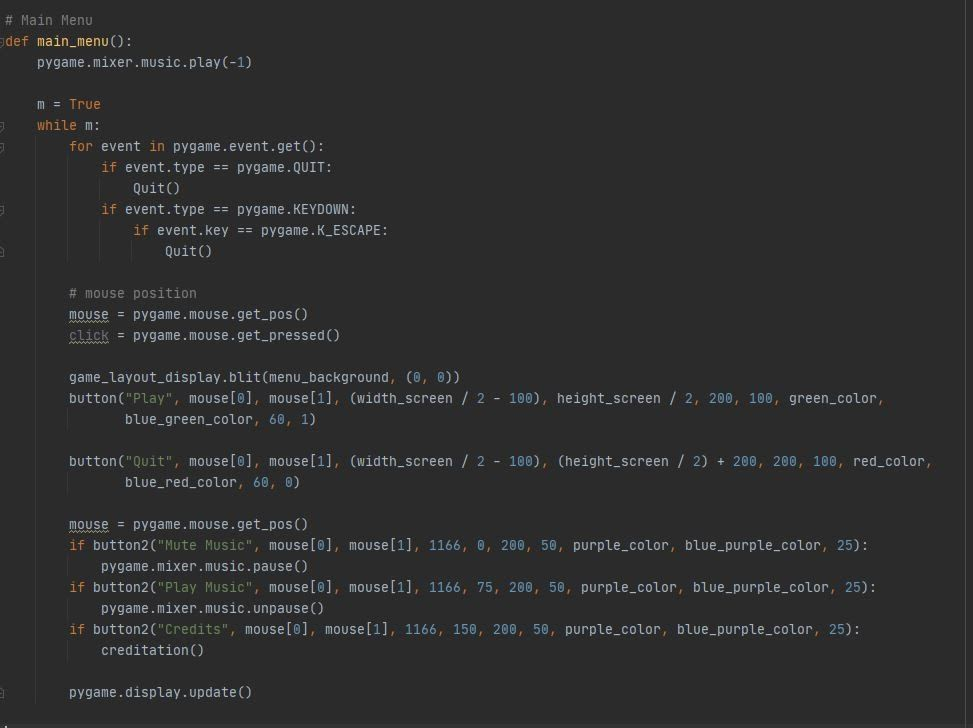 # Main Menu
def main_menu():
    pygame.mixer.music.play(-1)

    m = True
    while m:
        for event in pygame.event.get():
            if event.type == pygame.QUIT:
                Quit()
            if event.type == pygame.KEYDOWN:
                if event.key == pygame.K_ESCAPE:
                    Quit()

        # mouse position
        mouse = pygame.mouse.get_pos()
        click = pygame.mouse.get_pressed()

        game_layout_display.blit(menu_background, (0, 0))
        button("Play", mouse[0], mouse[1], (width_screen / 2 - 100), height_screen / 2, 200, 100, green_color,
               blue_green_color, 60, 1)

        button("Quit", mouse[0], mouse[1], (width_screen / 2 - 100), (height_screen / 2) + 200, 200, 100, red_color,
               blue_red_color, 60, 0)

        mouse = pygame.mouse.get_pos()
        if button2("Mute Music", mouse[0], mouse[1], 1166, 0, 200, 50, purple_color, blue_purple_color, 25):
            pygame.mixer.music.pause()
        if button2("Play Music", mouse[0], mouse[1], 1166, 75, 200, 50, purple_color, blue_purple_color, 25):
            pygame.mixer.music.unpause()
        if button2("Credits", mouse[0], mouse[1], 1166, 150, 200, 50, purple_color, blue_purple_color, 25):
            creditation()

        pygame.display.update()